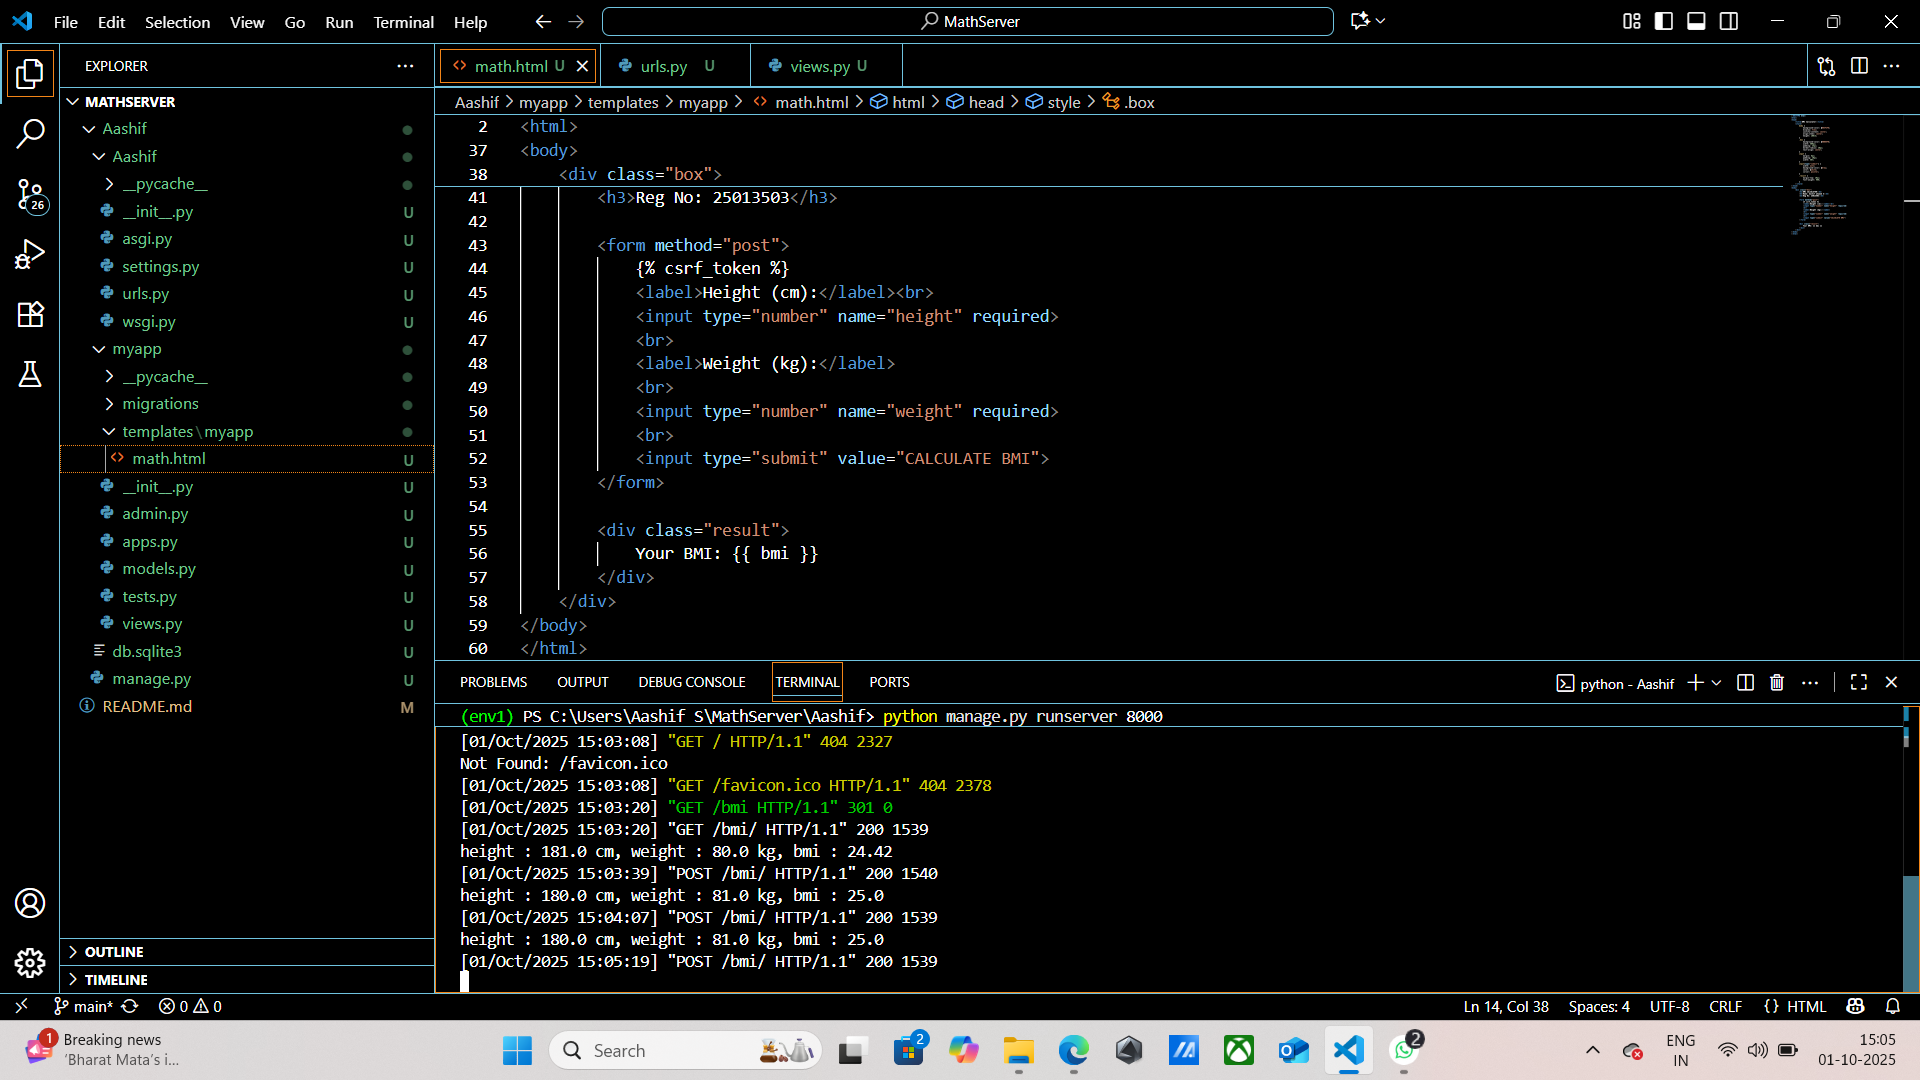 File Edit Selection View Go Run Terminal Help
MathServer
EXPLORER
MATHSERVER
Aashif
Aashif
__pycache__
__init__.py U
asgi.py U
settings.py U
urls.py U
wsgi.py U
myapp
__pycache__
migrations
templates\myapp
math.html U
__init__.py U
admin.py U
apps.py U
models.py U
tests.py U
views.py U
db.sqlite3 U
manage.py U
README.md M
OUTLINE
TIMELINE
26
math.html U
urls.py U
views.py U
Aashif > myapp > templates > myapp > math.html > html > head > style > .box
2 <html>
37 <body>
38 <div class="box">
41 <h3>Reg No: 25013503</h3>
42
43 <form method="post">
44 {% csrf_token %}
45 <label>Height (cm):</label><br>
46 <input type="number" name="height" required>
47 <br>
48 <label>Weight (kg):</label>
49 <br>
50 <input type="number" name="weight" required>
51 <br>
52 <input type="submit" value="CALCULATE BMI">
53 </form>
54
55 <div class="result">
56 Your BMI: {{ bmi }}
57 </div>
58 </div>
59 </body>
60 </html>
PROBLEMS OUTPUT DEBUG CONSOLE TERMINAL PORTS
python - Aashif
(env1) PS C:\Users\Aashif S\MathServer\Aashif> python manage.py runserver 8000
[01/Oct/2025 15:03:08] "GET / HTTP/1.1" 404 2327
Not Found: /favicon.ico
[01/Oct/2025 15:03:08] "GET /favicon.ico HTTP/1.1" 404 2378
[01/Oct/2025 15:03:20] "GET /bmi HTTP/1.1" 301 0
[01/Oct/2025 15:03:20] "GET /bmi/ HTTP/1.1" 200 1539
height : 181.0 cm, weight : 80.0 kg, bmi : 24.42
[01/Oct/2025 15:03:39] "POST /bmi/ HTTP/1.1" 200 1540
height : 180.0 cm, weight : 81.0 kg, bmi : 25.0
[01/Oct/2025 15:04:07] "POST /bmi/ HTTP/1.1" 200 1539
height : 180.0 cm, weight : 81.0 kg, bmi : 25.0
[01/Oct/2025 15:05:19] "POST /bmi/ HTTP/1.1" 200 1539
main* 0 0
Ln 14, Col 38 Spaces: 4 UTF-8 CRLF {} HTML
1
Breaking news
'Bharat Mata's i...
Search
2
2
ENG
IN
15:05
01-10-2025